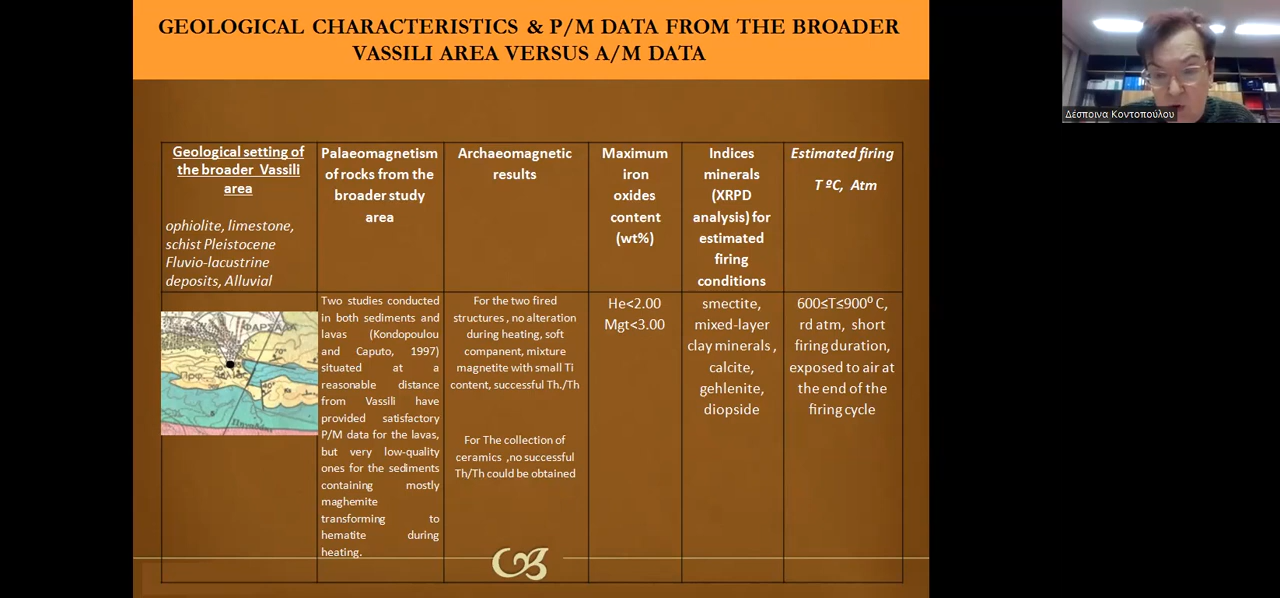 GEOLOGICAL CHARACTERISTICS & P/M DATA FROM THE BROADER
VASSILI AREA VERSUS A/M DATA
Δέσποινα Κοντοπούλου
Geological setting of
the broader Vassili
area
ophiolite, limestone,
schist Pleistocene
Fluvio-lacustrine
deposits, Alluvial
Palaeomagnetism
of rocks from the
broader study
area
Archaeomagnetic
results
Maximum
iron
oxides
content
(wt%)
Indices
minerals
(XRPD
analysis) for
estimated
firing
conditions
Estimated firing
T ºC, Atm
ΦΑΡΣΑΛΑ
Two studies conducted
in both sediments and
lavas (Kondopoulou
and Caputo, 1997)
situated at a
reasonable distance
from Vassili have
provided satisfactory
P/M data for the lavas,
but very low-quality
ones for the sediments
containing mostly
maghemite
transforming to
hematite during
heating.
For the two fired
structures , no alteration
during heating, soft
companent, mixture
magnetite with small Ti
content, successful Th./Th
For The collection of
ceramics ,no successful
Th/Th could be obtained
He<2.00
Mgt<3.00
smectite,
mixed-layer
clay minerals ,
calcite,
gehlenite,
diopside
600≤T≤900⁰ C,
rd atm, short
firing duration,
exposed to air at
the end of the
firing cycle